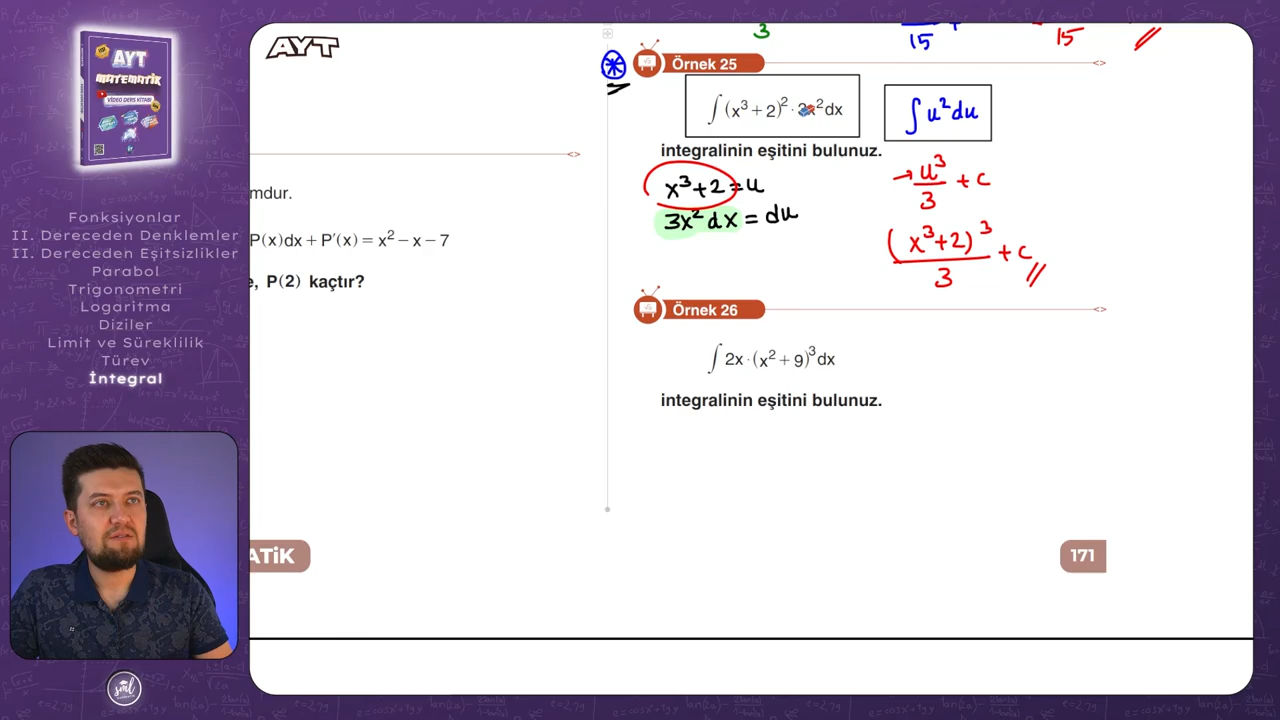 AYT
MATEMATİK
VİDEO DERS KİTABI
Fonksiyonlar
II. Dereceden Denklemler
II. Dereceden Eşitsizlikler
Parabol
Trigonometri
Logaritma
Diziler
Limit ve Süreklilik
Türev
İntegral
sml
AYT
mdur.
P(x)dx + P′(x) = x² − x − 7
e, P(2) kaçtır?
ATİK
3
15
15
Örnek 25
∫(x³ + 2)² · 3x²dx
∫u²du
integralinin eşitini bulunuz.
x³+2 = u
3x²dx = du
→ u³/3 + c
(x³+2)³/3 + c
Örnek 26
∫2x · (x² + 9)³dx
integralinin eşitini bulunuz.
171